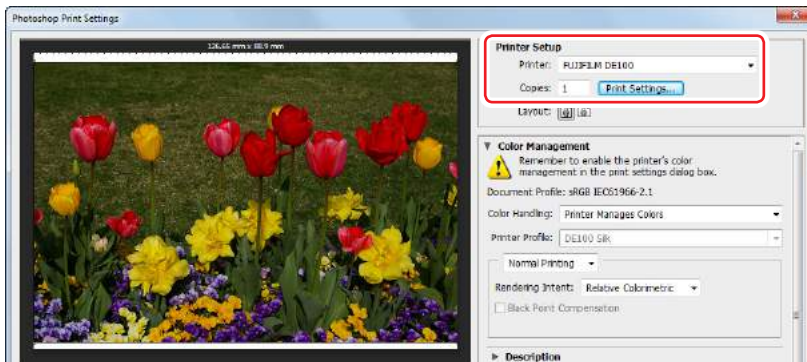 Photoshop Print Settings
126.66 mm x 88.9 mm
Printer Setup
Printer: FUJIFILM DE100
Copies: 1 Print Settings...
Layout:
Color Management
Remember to enable the printer's color
management in the print settings dialog box.
Document Profile: sRGB IEC61966-2.1
Color Handling: Printer Manages Colors
Printer Profile: DE100 Silk
Normal Printing
Rendering Intent: Relative Colorimetric
Black Point Compensation
Description